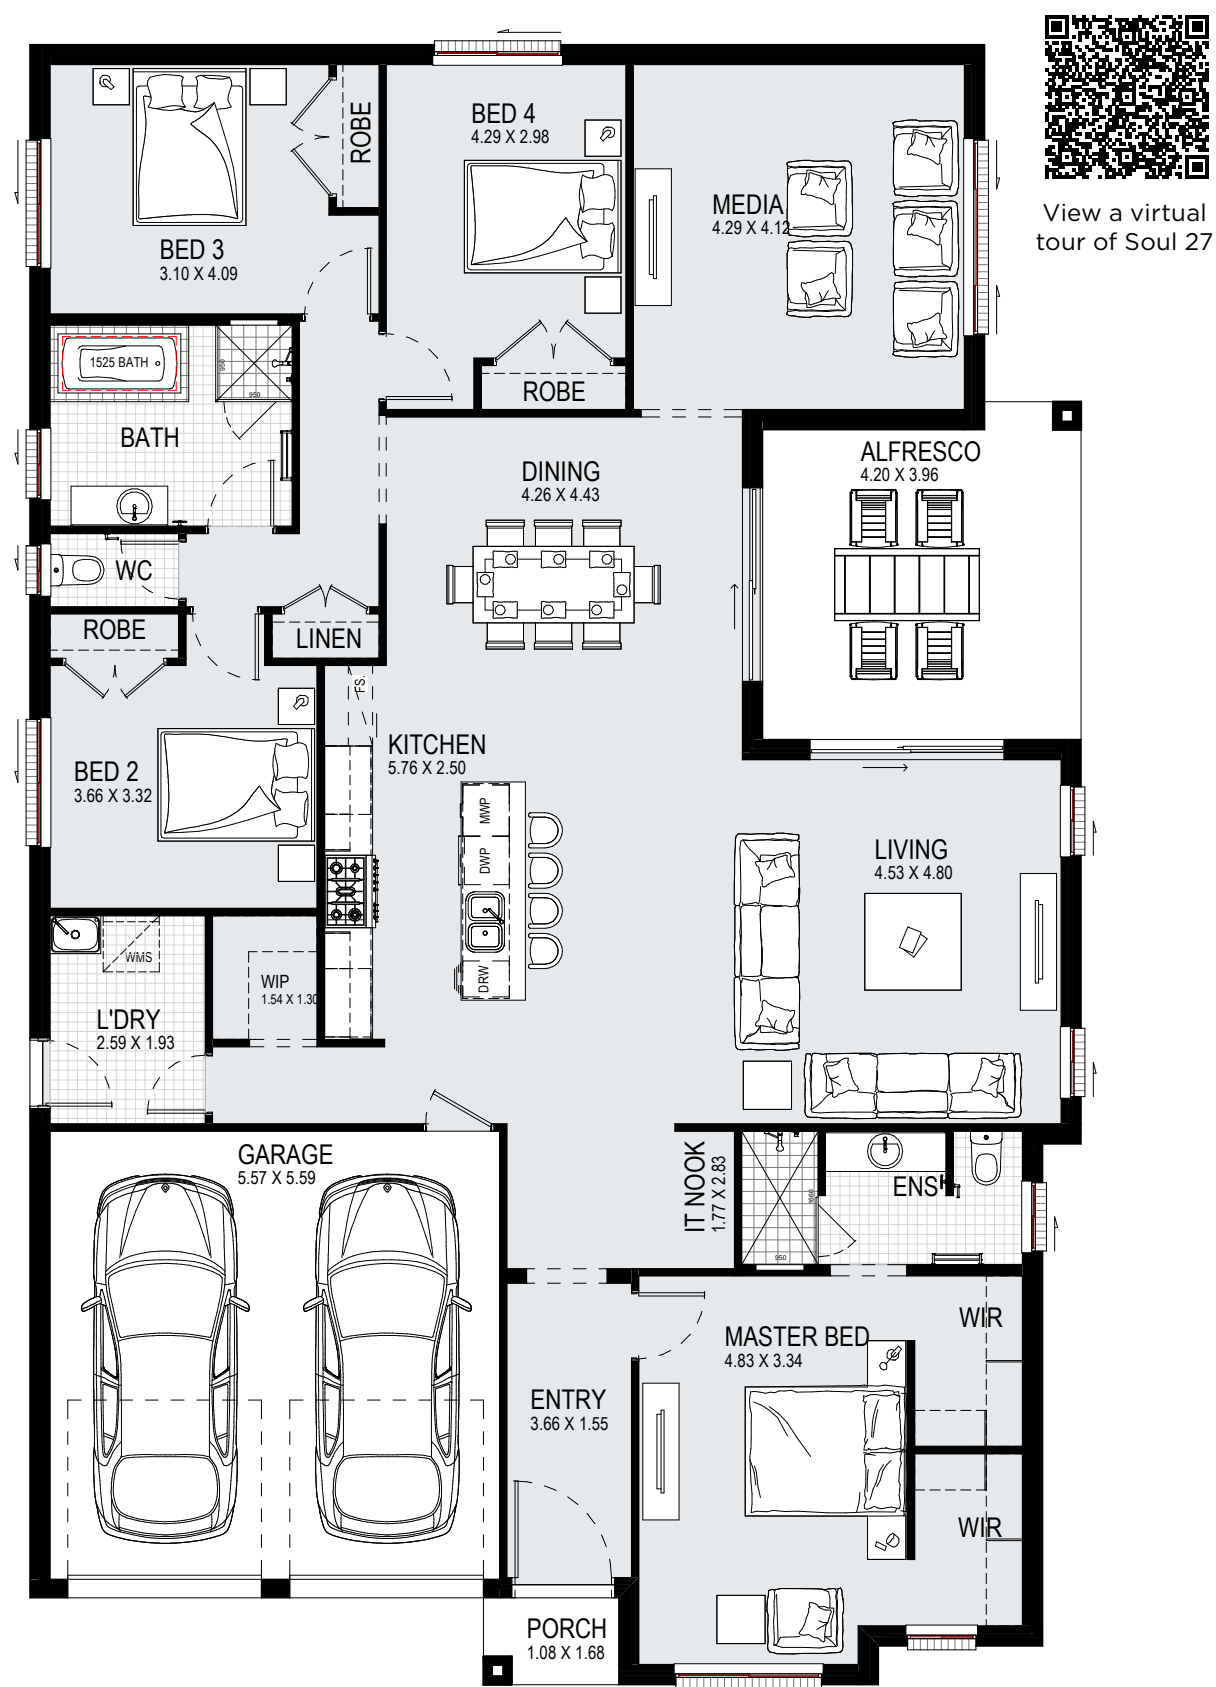 View a virtual
tour of Soul 27
ROBE
BED 4
4.29 X 2.98
MEDIA
4.29 X 4.12
BED 3
3.10 X 4.09
1525 BATH
950
950
ROBE
BATH
DINING
4.26 X 4.43
ALFRESCO
4.20 X 3.96
WC
ROBE
LINEN
FS.
KITCHEN
5.76 X 2.50
BED 2
3.66 X 3.32
MWP
DWP
DRW
LIVING
4.53 X 4.80
WMS
WIP
1.54 X 1.30
L'DRY
2.59 X 1.93
GARAGE
5.57 X 5.59
IT NOOK
1.77 X 2.83
ENS
950
WIR
MASTER BED
4.83 X 3.34
ENTRY
3.66 X 1.55
WIR
PORCH
1.08 X 1.68